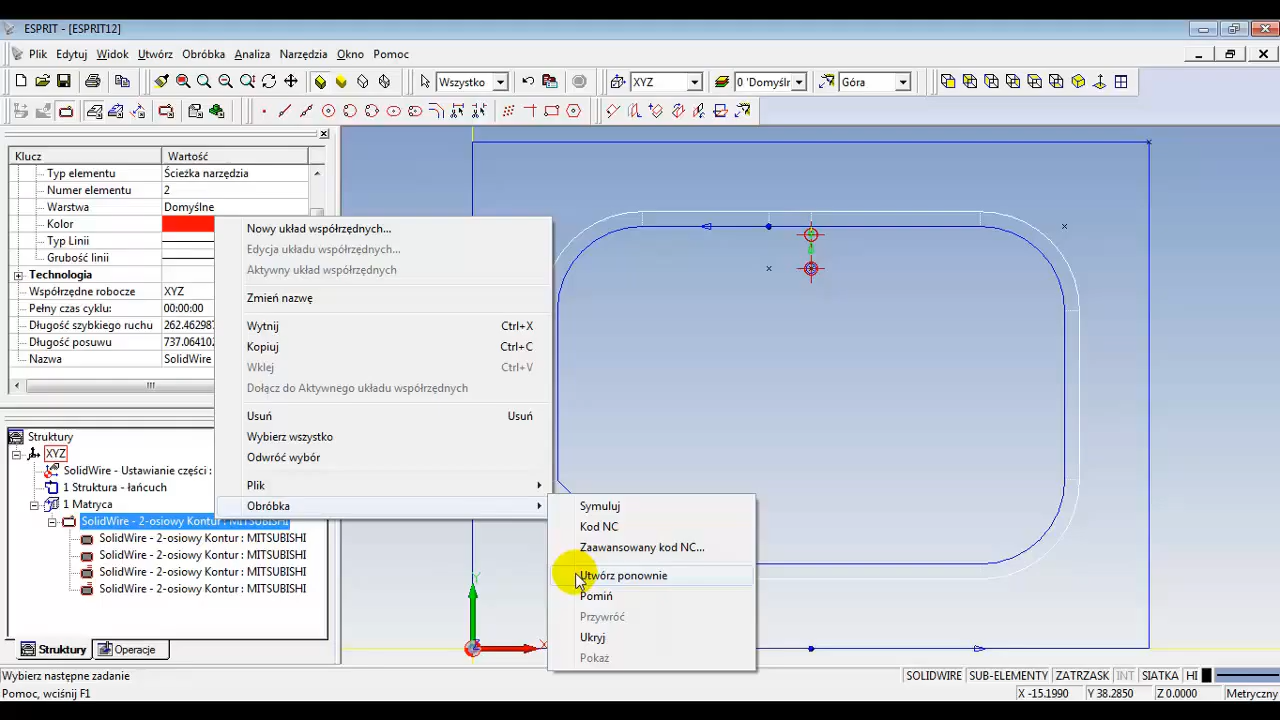 ESPRIT - [ESPRIT12]
Plik Edytuj Widok Utwórz Obróbka Analiza Narzędzia Okno Pomoc
Wszystko XYZ 0 'Domyślr Góra
Klucz Wartość
Typ elementu Ścieżka narzędzia
Numer elementu 2
Warstwa Domyślne
Kolor
Typ Linii
Grubość linii
Technologia
Współrzędne robocze XYZ
Pełny czas cyklu: 00:00:00
Długość szybkiego ruchu 262.462987
Długość posuwu 737.064102
Nazwa SolidWire
Nowy układ współrzędnych...
Edycja układu współrzędnych...
Aktywny układ współrzędnych
Zmień nazwę
Wytnij Ctrl+X
Kopiuj Ctrl+C
Wklej Ctrl+V
Dołącz do Aktywnego układu współrzędnych
Usuń Usuń
Wybierz wszystko
Odwróć wybór
Plik
Obróbka
Symuluj
Kod NC
Zaawansowany kod NC...
Utwórz ponownie
Pomiń
Przywróć
Ukryj
Pokaż
Struktury
XYZ
SolidWire - Ustawianie części :
1 Struktura - łańcuch
1 Matryca
SolidWire - 2-osiowy Kontur : MITSUBISHI
SolidWire - 2-osiowy Kontur : MITSUBISHI
SolidWire - 2-osiowy Kontur : MITSUBISHI
SolidWire - 2-osiowy Kontur : MITSUBISHI
SolidWire - 2-osiowy Kontur : MITSUBISHI
Struktury Operacje
Y
X
Wybierz następne zadanie
SOLIDWIRE SUB-ELEMENTY ZATRZASK INT SIATKA HI
Pomoc, wciśnij F1
X -15.1990 Y 38.2850 Z 0.0000 Metryczny